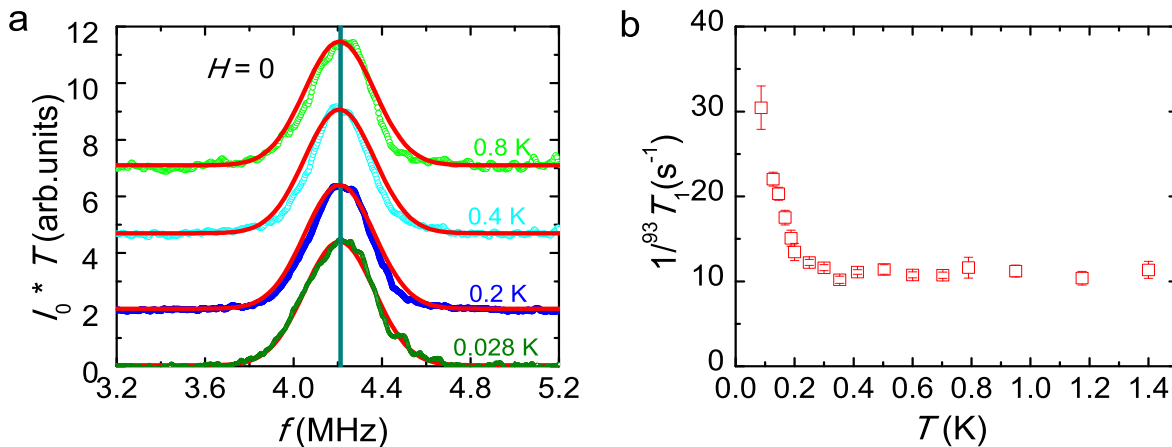 a
I₀ * T (arb.units)
12
10
8
6
4
2
0
H = 0
0.8 K
0.4 K
0.2 K
0.028 K
3.2 3.6 4.0 4.4 4.8 5.2
f (MHz)
b
1/⁹³T₁(s⁻¹)
40
30
20
10
0
0.0 0.2 0.4 0.6 0.8 1.0 1.2 1.4
T (K)